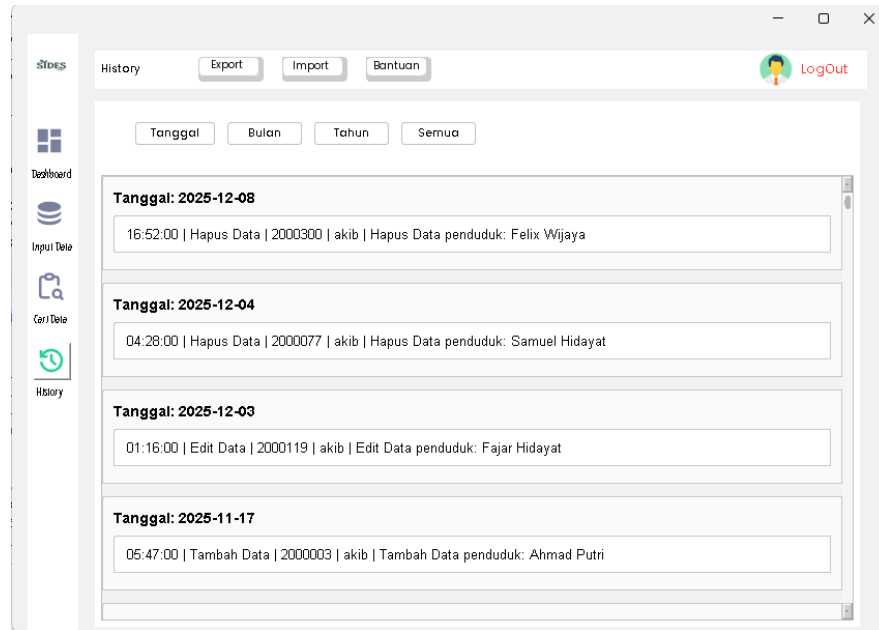 SIDES
History
Export
Import
Bantuan
LogOut
Tanggal
Bulan
Tahun
Semua
Dashboard
Input Data
Cari Data
History
Tanggal: 2025-12-08
16:52:00 | Hapus Data | 2000300 | akib | Hapus Data penduduk: Felix Wijaya
Tanggal: 2025-12-04
04:28:00 | Hapus Data | 2000077 | akib | Hapus Data penduduk: Samuel Hidayat
Tanggal: 2025-12-03
01:16:00 | Edit Data | 2000119 | akib | Edit Data penduduk: Fajar Hidayat
Tanggal: 2025-11-17
05:47:00 | Tambah Data | 2000003 | akib | Tambah Data penduduk: Ahmad Putri